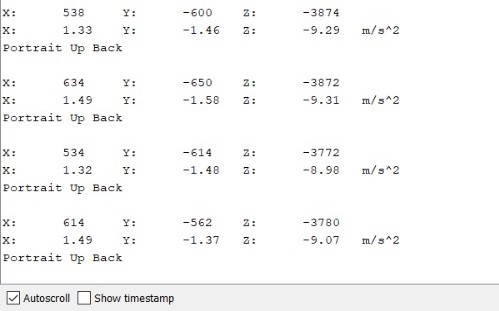 X: 538 Y: -600 Z: -3874
X: 1.33 Y: -1.46 Z: -9.29 m/s^2
Portrait Up Back
X: 634 Y: -650 Z: -3872
X: 1.49 Y: -1.58 Z: -9.31 m/s^2
Portrait Up Back
X: 534 Y: -614 Z: -3772
X: 1.32 Y: -1.48 Z: -8.98 m/s^2
Portrait Up Back
X: 614 Y: -562 Z: -3780
X: 1.49 Y: -1.37 Z: -9.07 m/s^2
Portrait Up Back
Autoscroll Show timestamp